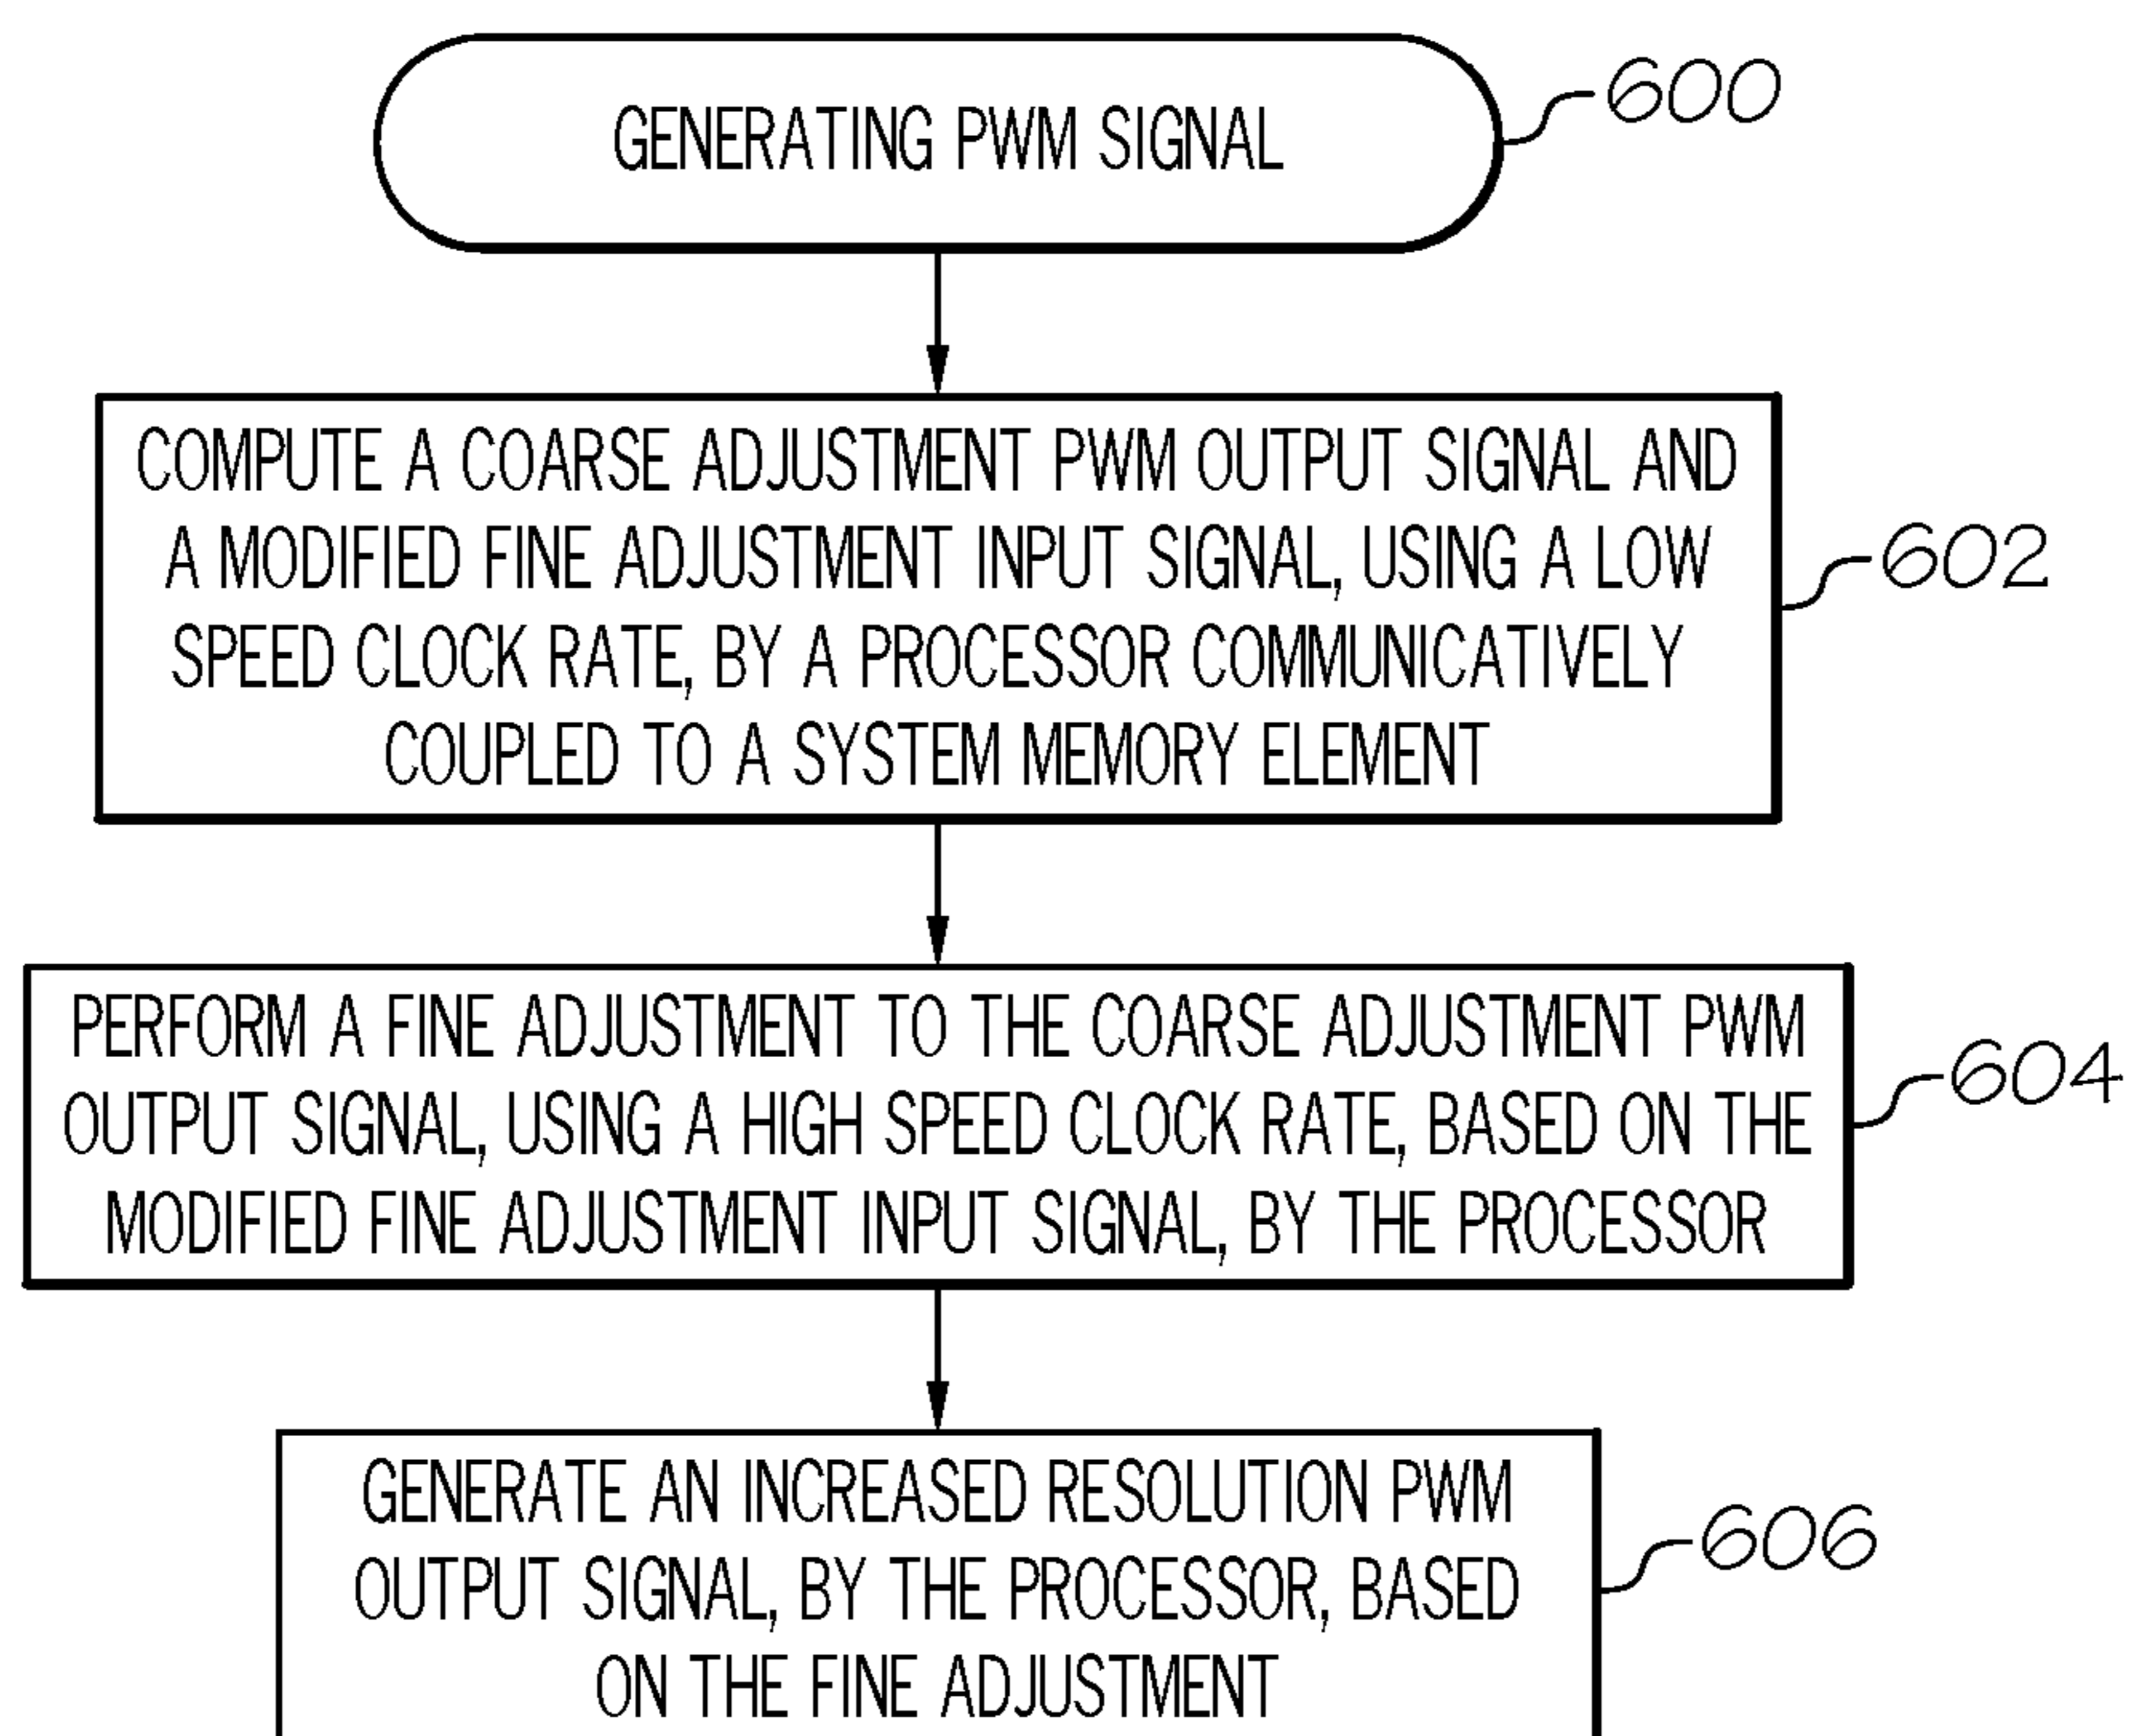 GENERATING PWM SIGNAL
600
COMPUTE A COARSE ADJUSTMENT PWM OUTPUT SIGNAL AND
A MODIFIED FINE ADJUSTMENT INPUT SIGNAL, USING A LOW
SPEED CLOCK RATE, BY A PROCESSOR COMMUNICATIVELY
COUPLED TO A SYSTEM MEMORY ELEMENT
602
PERFORM A FINE ADJUSTMENT TO THE COARSE ADJUSTMENT PWM
OUTPUT SIGNAL, USING A HIGH SPEED CLOCK RATE, BASED ON THE
MODIFIED FINE ADJUSTMENT INPUT SIGNAL, BY THE PROCESSOR
604
GENERATE AN INCREASED RESOLUTION PWM
OUTPUT SIGNAL, BY THE PROCESSOR, BASED
ON THE FINE ADJUSTMENT
606